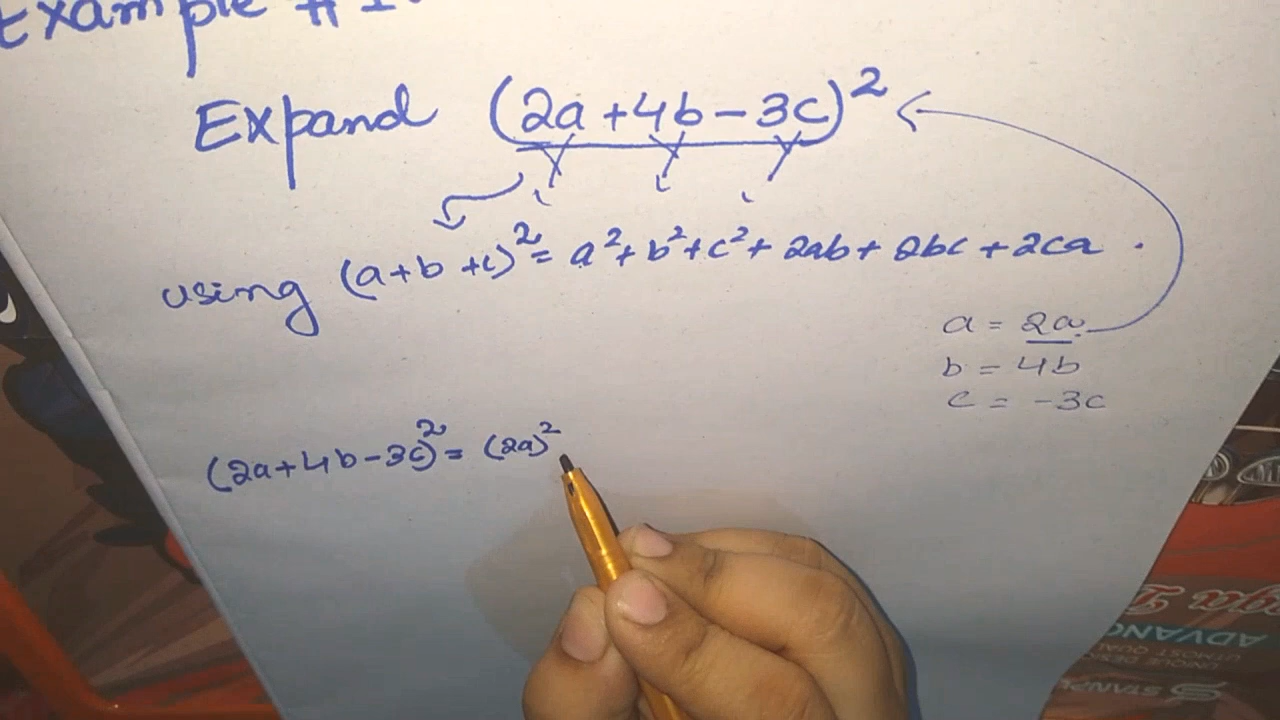 Example #1.
Expand (2a+4b-3c)²
using (a+b+c)² = a²+b²+c²+ 2ab+ 2bc+2ca.
a = 2a
b = 4b
c = -3c
(2a+4b-3c)² = (2a)²
ADVAN